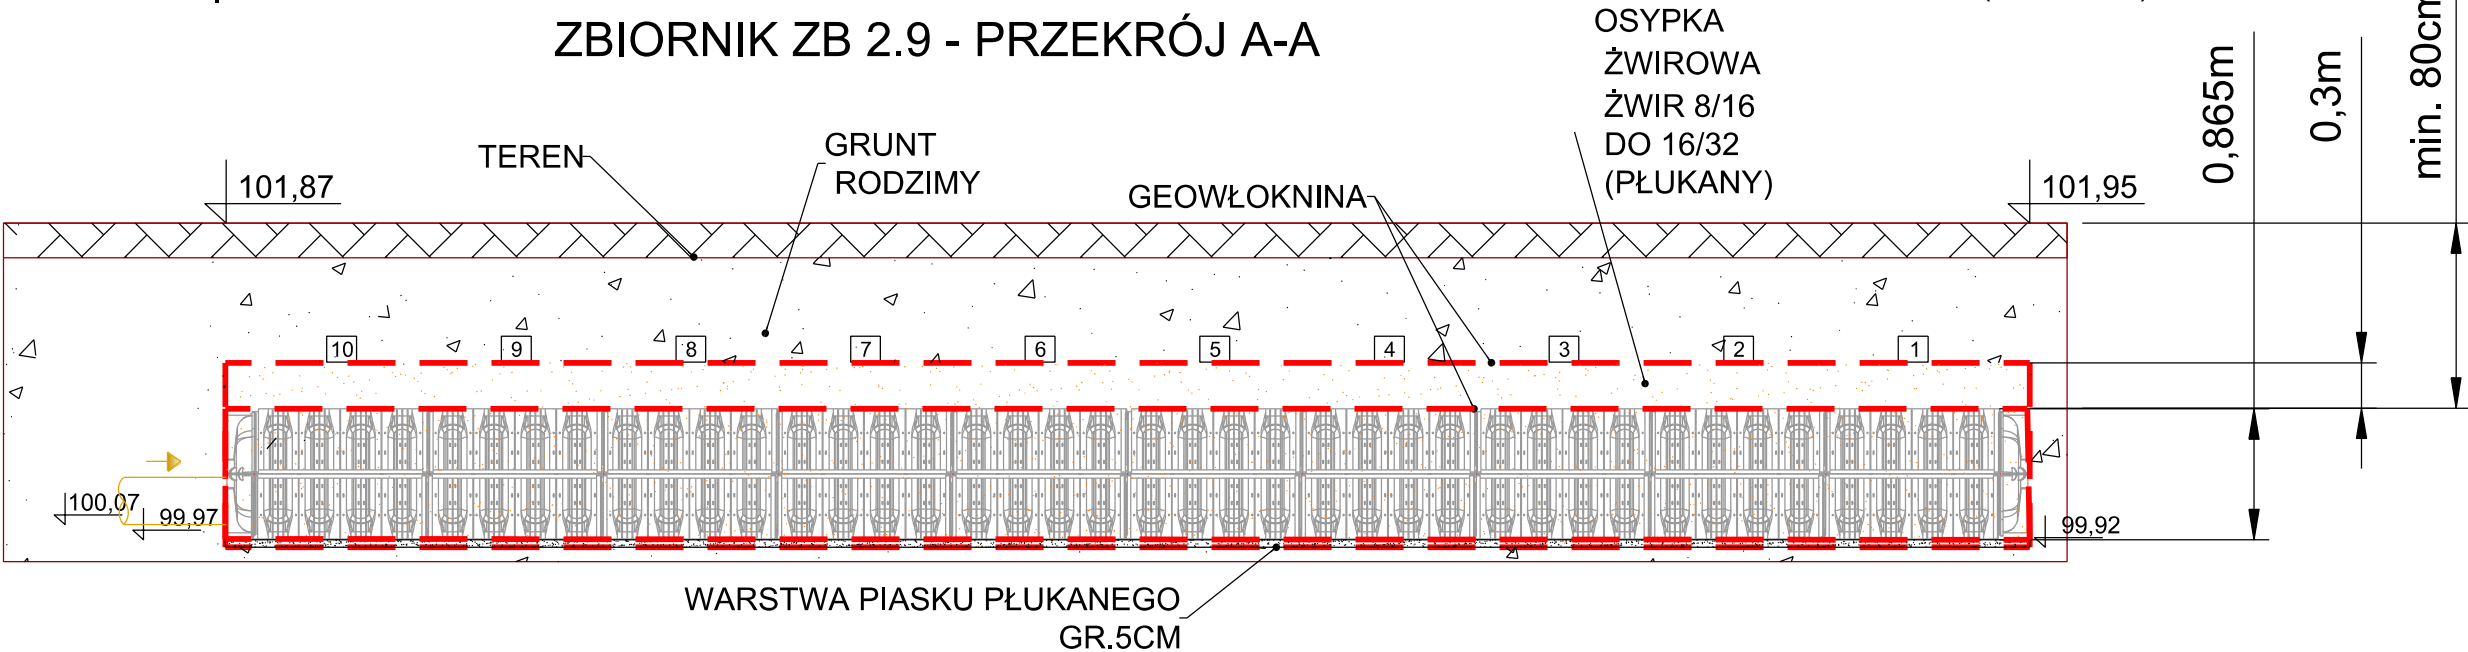 ZBIORNIK ZB 2.9 - PRZEKRÓJ A-A
OSYPKA
ŻWIROWA
ŻWIR 8/16
DO 16/32
(PŁUKANY)
0,865m
0,3m
min. 80cm
TEREN
GRUNT
RODZIMY
GEOWŁOKNINA
101,87
101,95
10
9
8
7
6
5
4
3
2
1
100,07
99,97
99,92
WARSTWA PIASKU PŁUKANEGO
GR.5CM